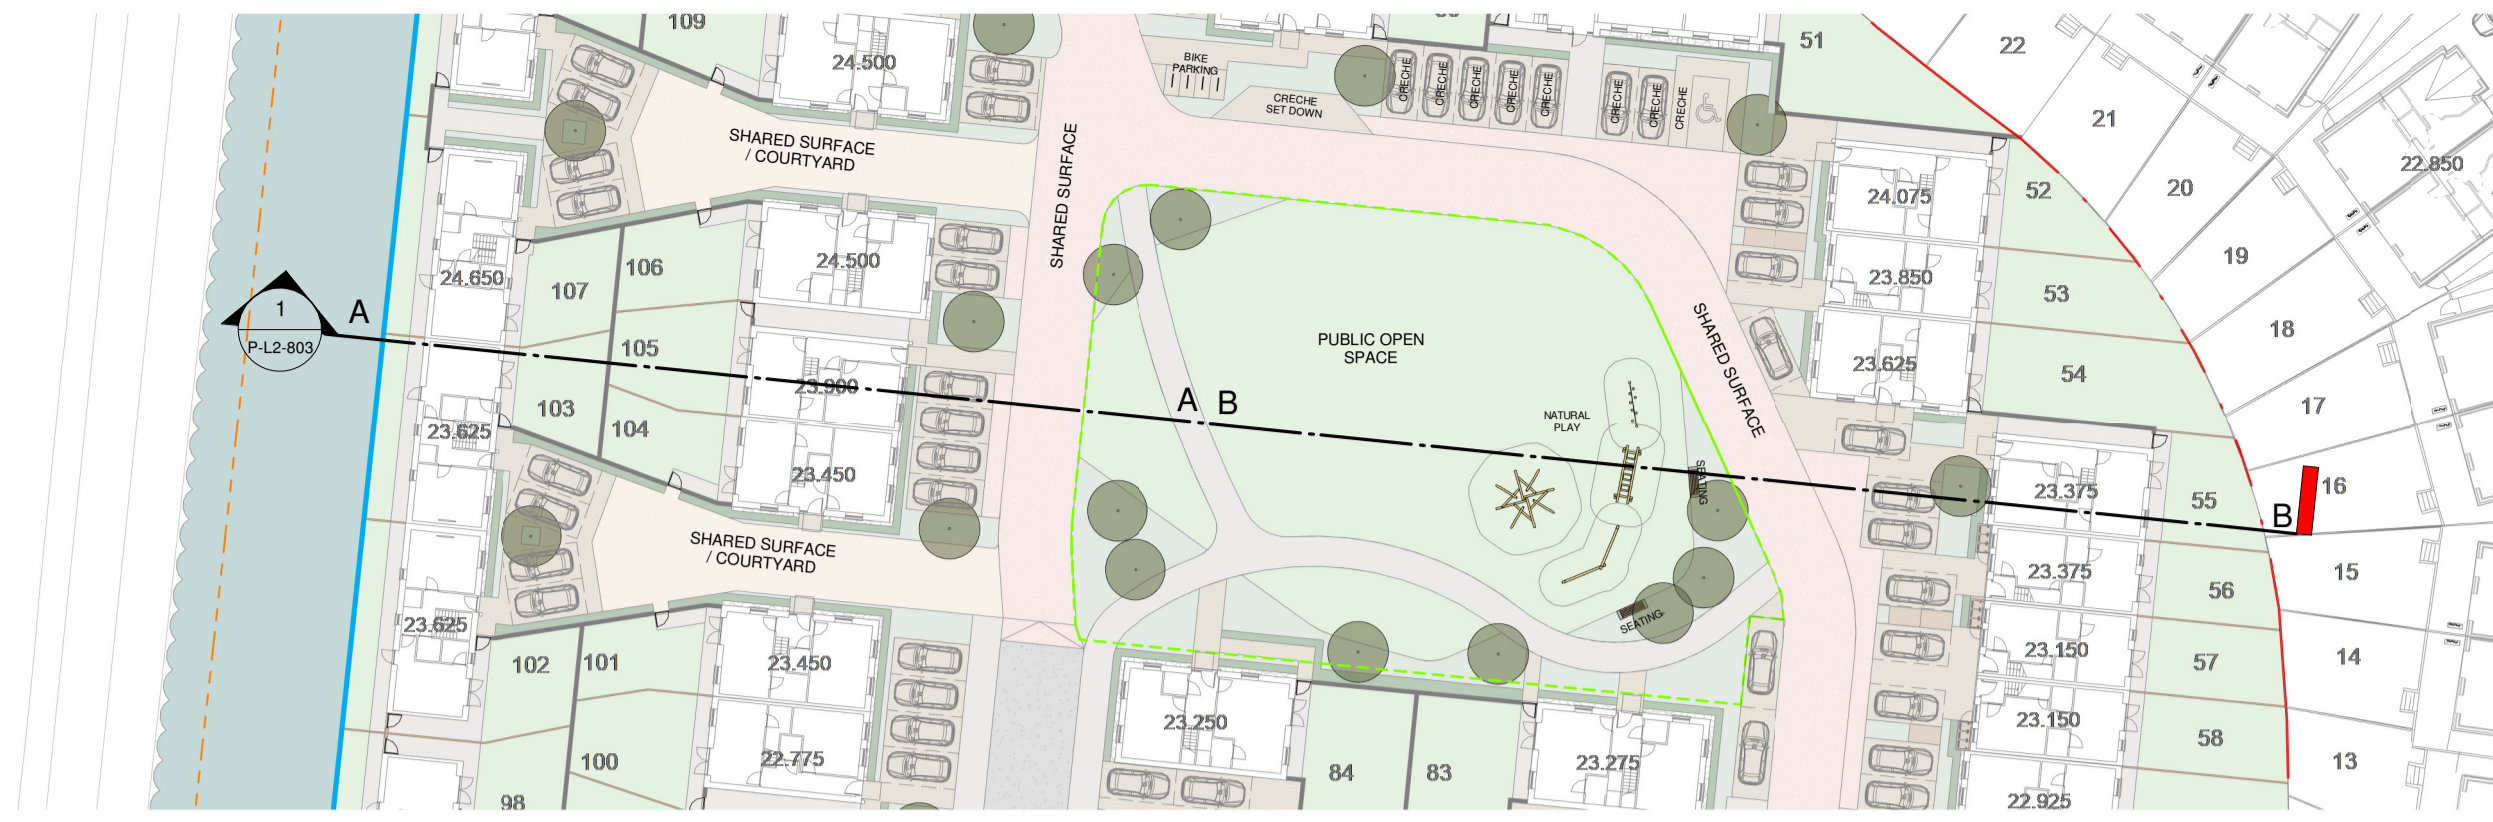 109
24.500
BIKE
PARKING
CRECHE
SET DOWN
CRECHE
CRECHE
CRECHE
CRECHE
CRECHE
CRECHE
CRECHE
CRECHE
51
22
21
22.850
20
52
24.075
19
53
23.850
18
54
23.625
17
SHARED SURFACE
/ COURTYARD
SHARED SURFACE
24.650
107
106
24.500
105
1
P-L2-803
A
103
104
23.900
23.450
23.625
A B
PUBLIC OPEN
SPACE
NATURAL
PLAY
SEATING
SEATING
SHARED SURFACE
23.375
55
B
16
23.375
56
15
23.150
57
14
23.150
58
13
22.925
SHARED SURFACE
/ COURTYARD
23.625
102
101
23.450
100
22.775
98
23.250
84
83
23.275